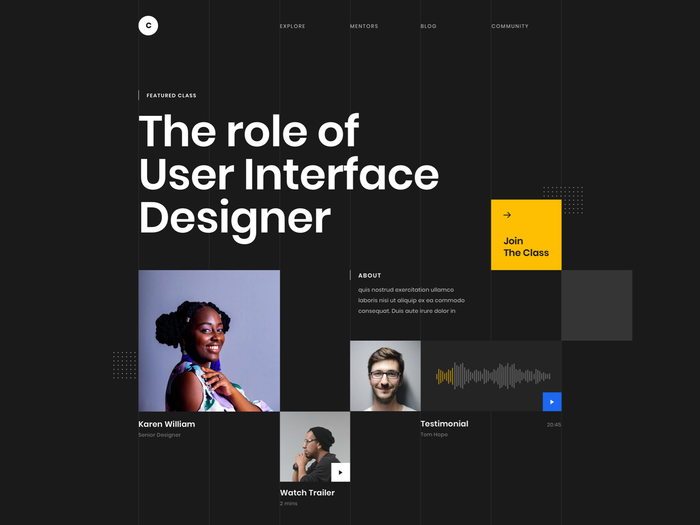 C
EXPLORE
MENTORS
BLOG
COMMUNITY
FEATURED CLASS
The role of
User Interface
Designer
Join
The Class
ABOUT
quis nostrud exercitation ullamco
laboris nisi ut aliquip ex ea commodo
consequat. Duis aute irure dolor in
Karen William
Senior Designer
Testimonial
20:45
Tom Hope
Watch Trailer
2 mins